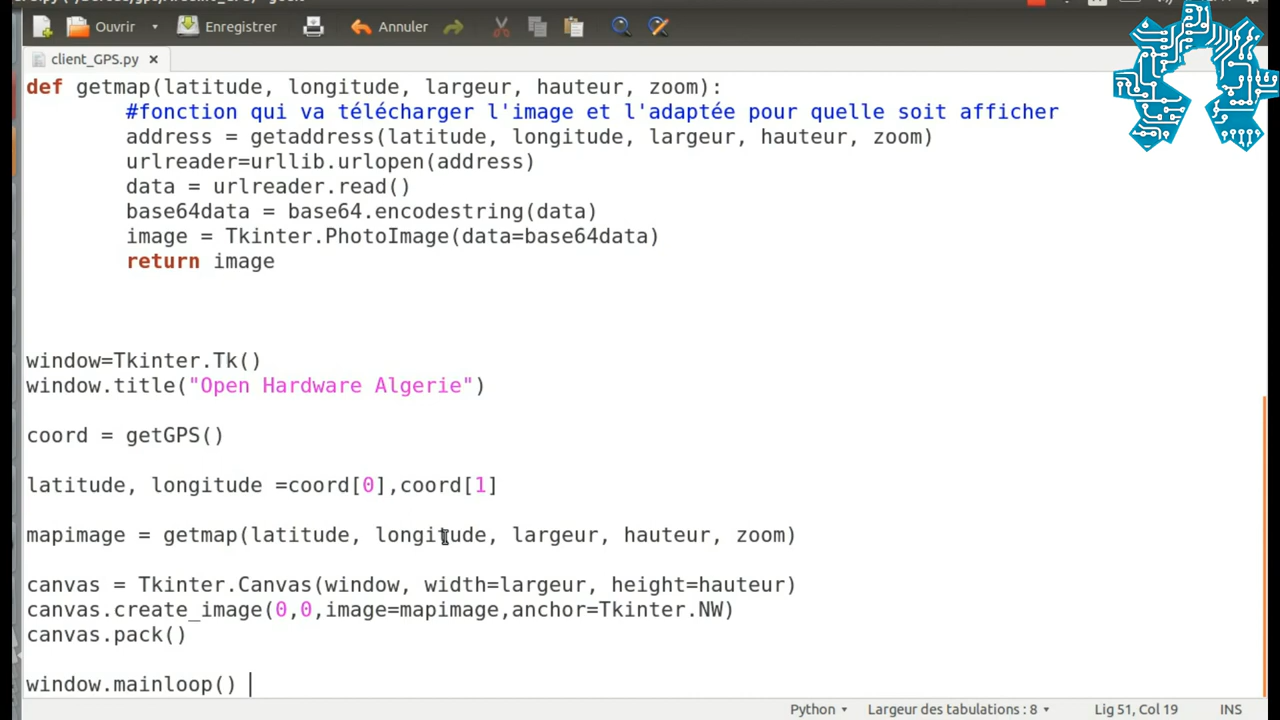 Ouvrir
Enregistrer
Annuler
client_GPS.py
def getmap(latitude, longitude, largeur, hauteur, zoom):
#fonction qui va télécharger l'image et l'adaptée pour quelle soit afficher
address = getaddress(latitude, longitude, largeur, hauteur, zoom)
urlreader=urllib.urlopen(address)
data = urlreader.read()
base64data = base64.encodestring(data)
image = Tkinter.PhotoImage(data=base64data)
return image
window=Tkinter.Tk()
window.title("Open Hardware Algerie")
coord = getGPS()
latitude, longitude =coord[0],coord[1]
mapimage = getmap(latitude, longitude, largeur, hauteur, zoom)
canvas = Tkinter.Canvas(window, width=largeur, height=hauteur)
canvas.create_image(0,0,image=mapimage,anchor=Tkinter.NW)
canvas.pack()
window.mainloop()
Python Largeur des tabulations : 8 Lig 51, Col 19 INS